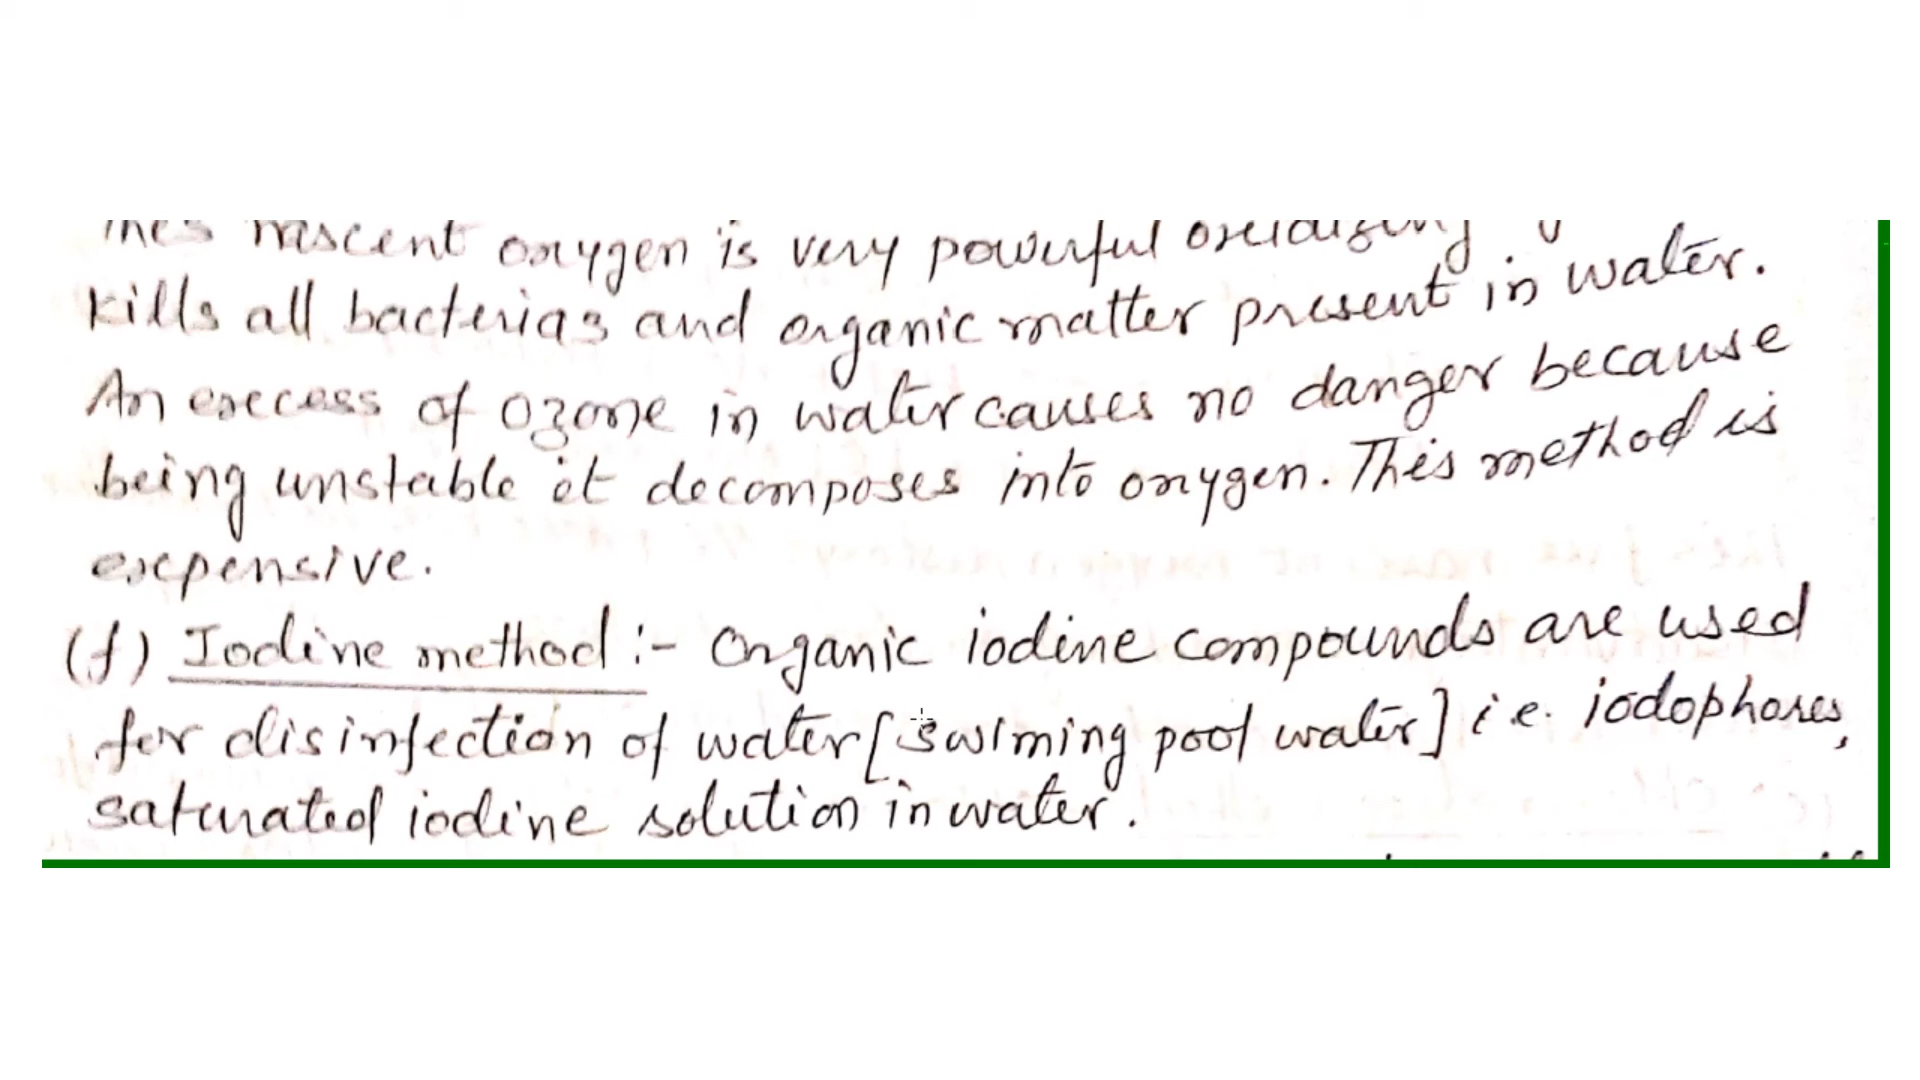 nascent oxygen is very powerful oxidizing
kills all bacterias and organic matter present in water.
An excess of ozone in water causes no danger because
being unstable it decomposes into oxygen. This method is
expensive.
(f) Iodine method :- Organic iodine compounds are used
for disinfection of water [swiming pool water] i.e. iodophores,
saturated iodine solution in water.